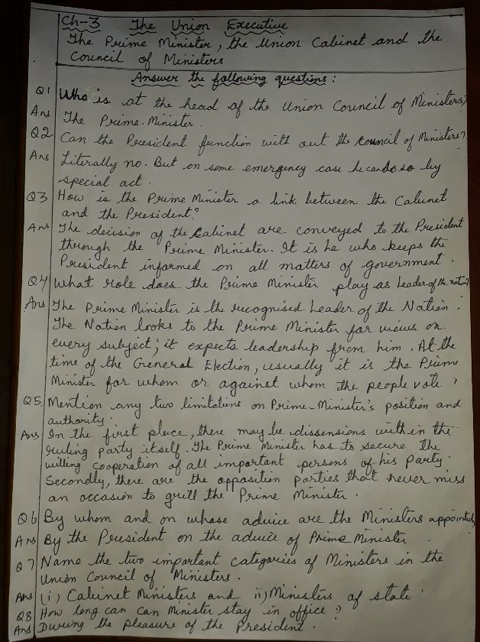 Ch-3 The Union Executive
The Prime Minister, the Union Cabinet and the
Council of Ministers
Answer the following questions:
Q1 Who is at the head of the Union Council of Ministers?
Ans The Prime-Minister.
Q2 Can the President function with out the council of Ministers?
Ans Literally no. But on some emergency case he can do so by
special act.
Q3 How is the Prime Minister a link between the Cabinet
and the President?
Ans The decision of the Cabinet are conveyed to the President
through the Prime Minister. It is he who keeps the
President informed on all matters of government.
Q4 What role does the Prime Minister play as leader of the nation?
Ans The Prime Minister is the recognised leader of the Nation.
The Nation looks to the Prime Minister for views on
every subject; it expects leadership from him. At the
time of the General Election, usually it is the Prime
Minister for whom or against whom the people vote.
Q5 Mention any two limitations on Prime-Minister's position and
authority.
Ans In the first place, there may be dissensions within the
ruling party itself. The Prime Minister has to secure the
willing cooperation of all important persons of his Party.
Secondly, there are the opposition parties that never miss
an occasion to grill the Prime Minister.
Q6 By whom and on whose advice are the Ministers appointed
Ans By the President on the advice of Prime Minister.
Q7 Name the two important categories of Ministers in the
Union Council of Ministers.
Ans (i) Cabinet Ministers and ii) Ministers of state
Q8 How long can can Minister stay in office?
Ans During the pleasure of the President.